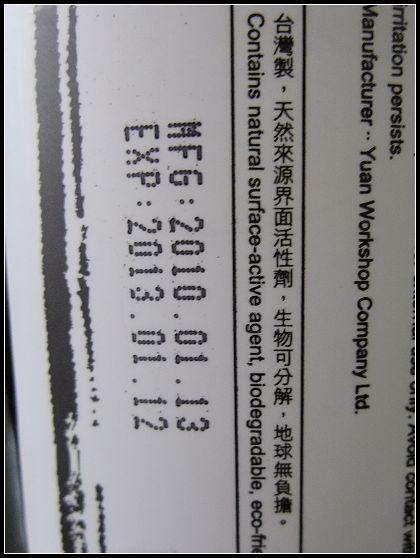 irritation persists.
Manufacturer : Yuan Workshop Company Ltd.
台灣製，天然來源界面活性劑，生物可分解，地球無負擔。
Contains natural surface-active agent, biodegradable, eco-frie
MFG:2010.01.13
EXP:2013.01.12